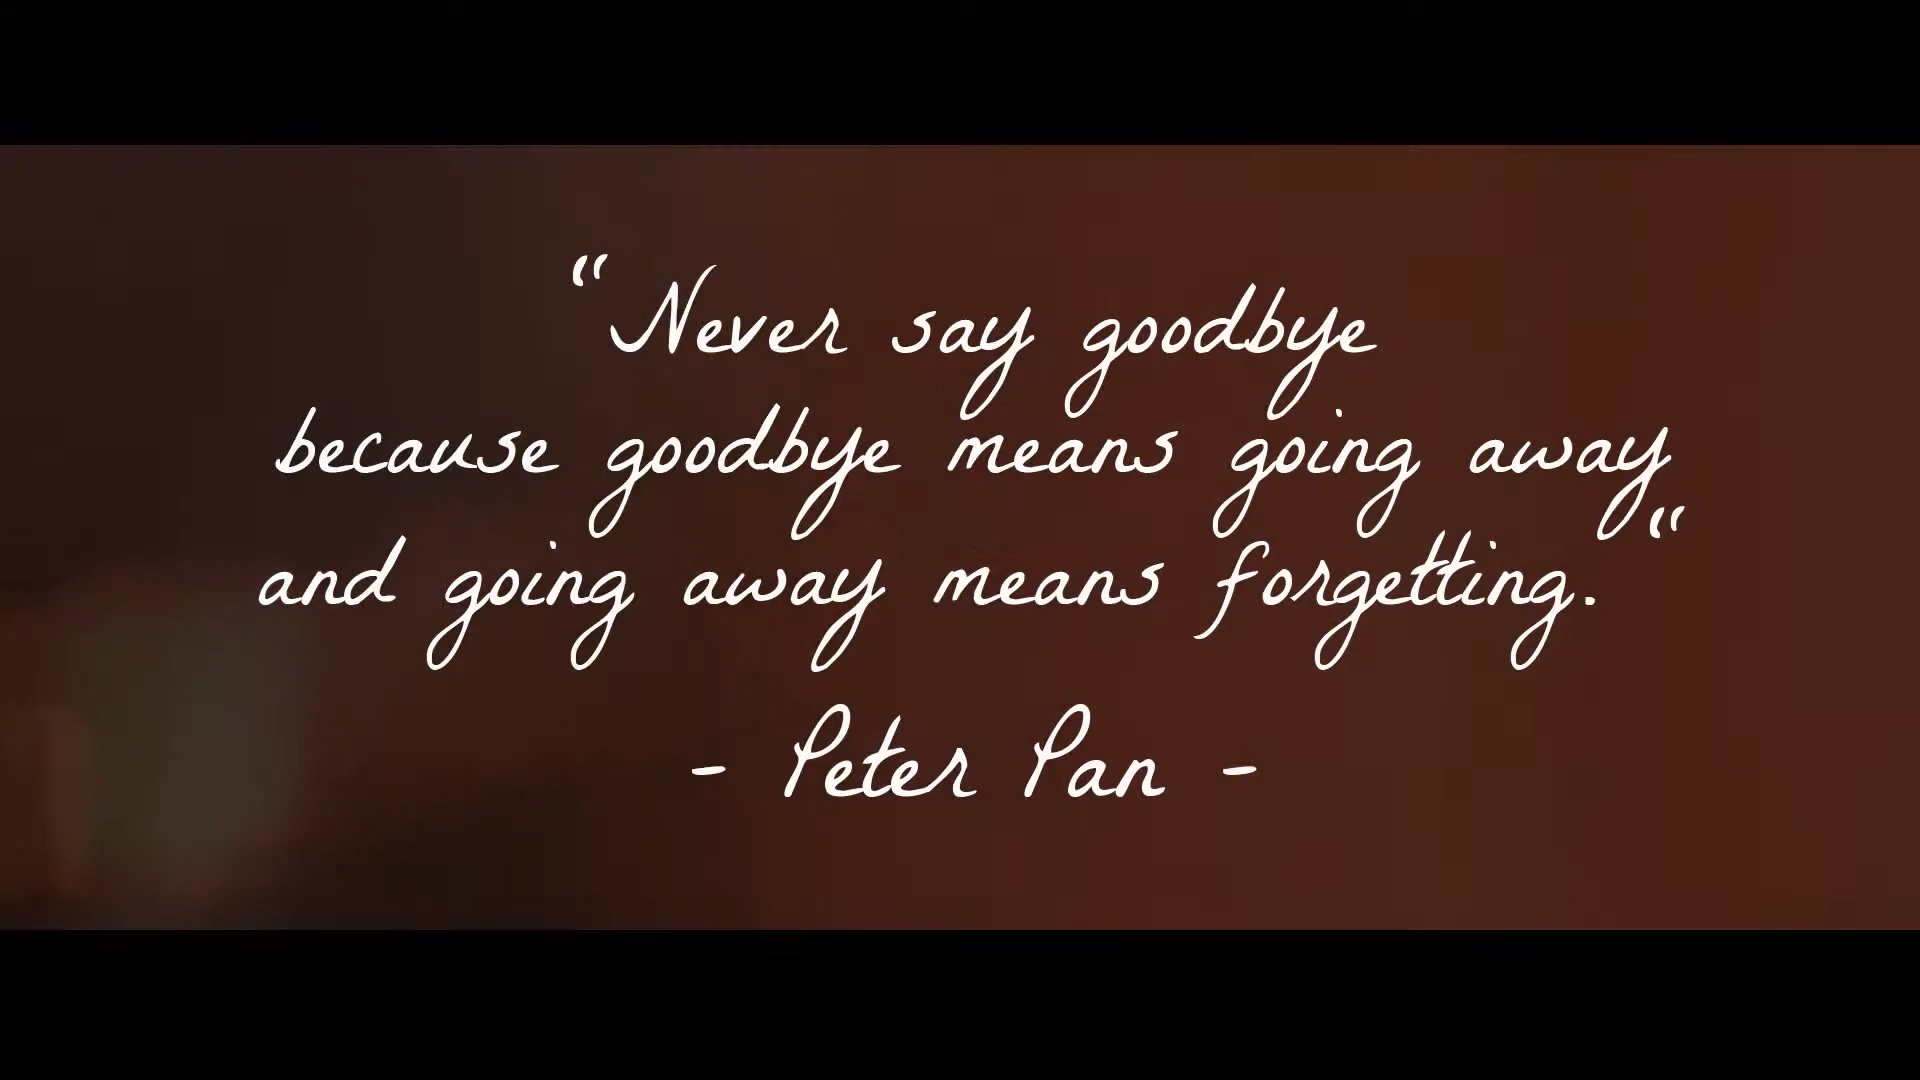 “Never say goodbye
because goodbye means going away
and going away means forgetting.“
- Peter Pan -